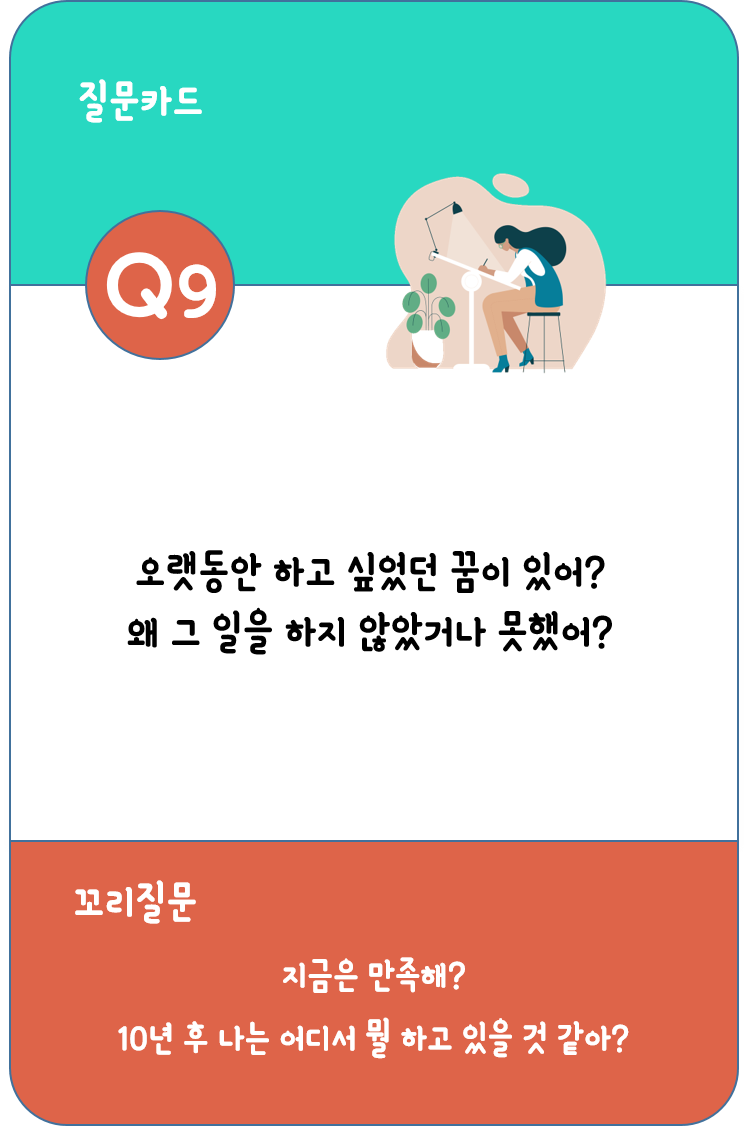 질문카드
Q9
오랫동안 하고 싶었던 꿈이 있어?
왜 그 일을 하지 않았거나 못했어?
꼬리질문
지금은 만족해?
10년 후 나는 어디서 뭘 하고 있을 것 같아?